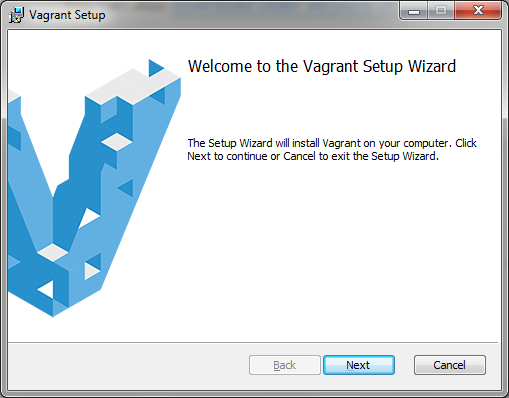 Vagrant Setup
Welcome to the Vagrant Setup Wizard
The Setup Wizard will install Vagrant on your computer. Click
Next to continue or Cancel to exit the Setup Wizard.
Back
Next
Cancel